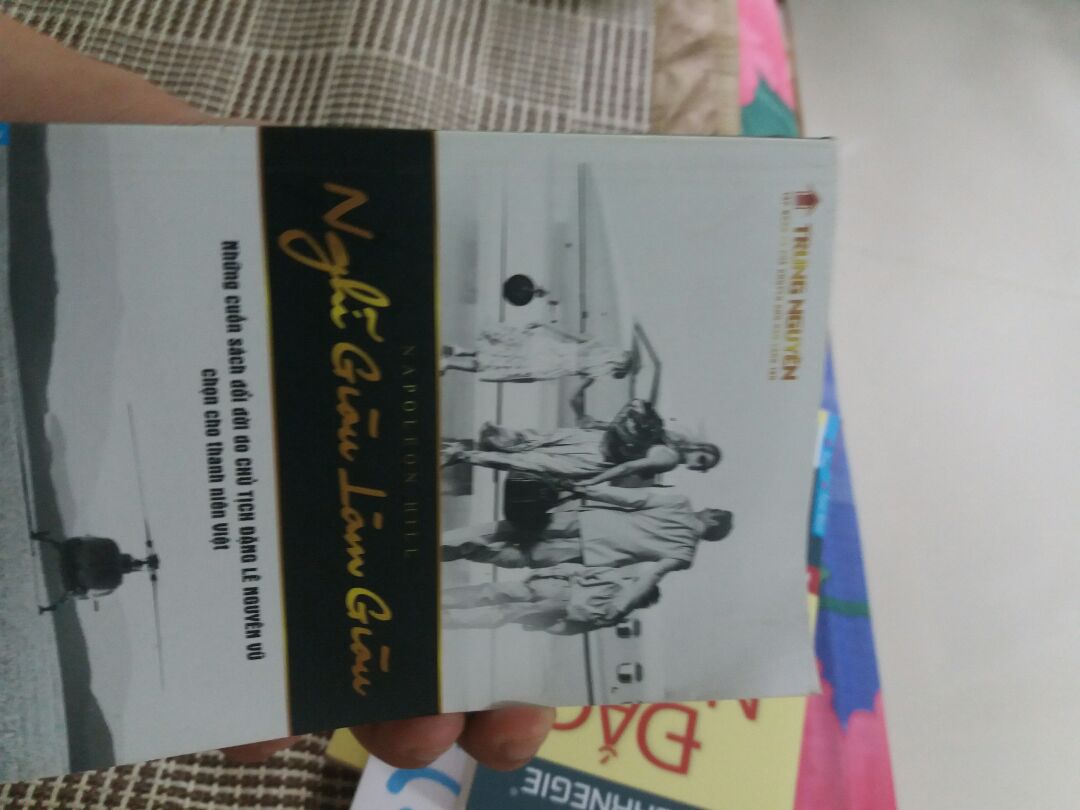 TRUNG NGUYÊN
NAPOLEON HILL
Nghĩ Giàu Làm Giàu
Những cuốn sách đổi đời do CHỦ TỊCH ĐẶNG LÊ NGUYÊN VŨ
chọn cho thanh niên Việt
CARNEGIE